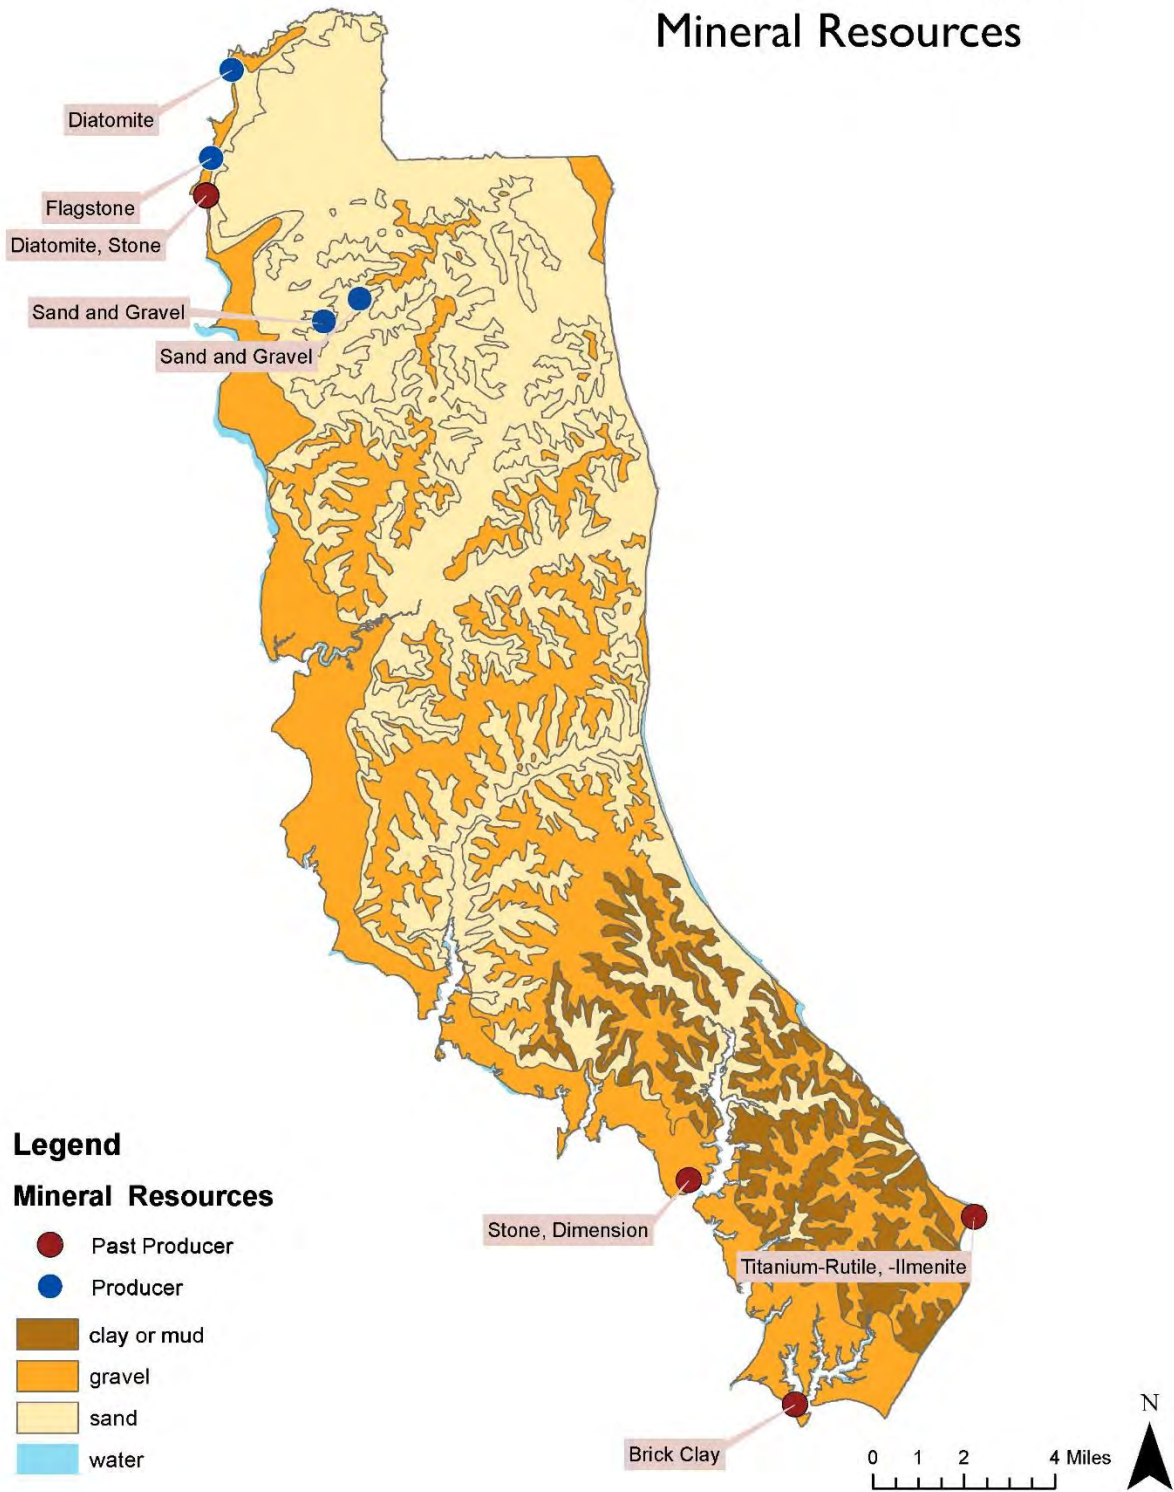 Mineral Resources
Diatomite
Flagstone
Diatomite, Stone
Sand and Gravel
Sand and Gravel
Stone, Dimension
Titanium-Rutile, -Ilmenite
Brick Clay
Legend
Mineral Resources
Past Producer
Producer
clay or mud
gravel
sand
water
N
0 1 2 4 Miles